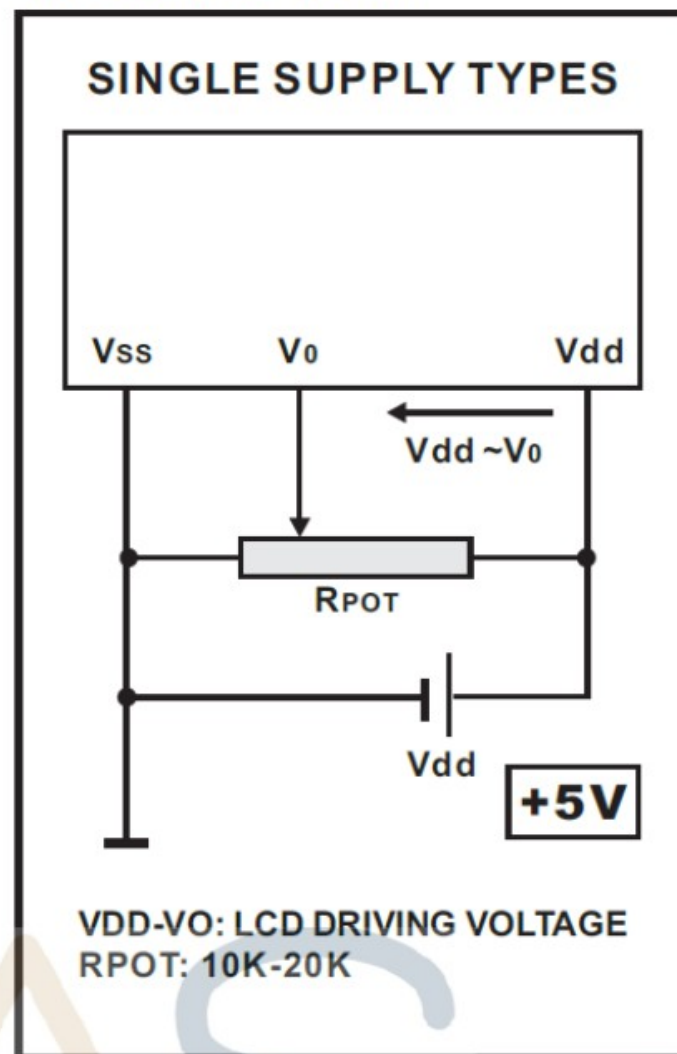 SINGLE SUPPLY TYPES
Vss V0 Vdd
Vdd ~V0
RPOT
Vdd
+5V
VDD-VO: LCD DRIVING VOLTAGE
RPOT: 10K-20K